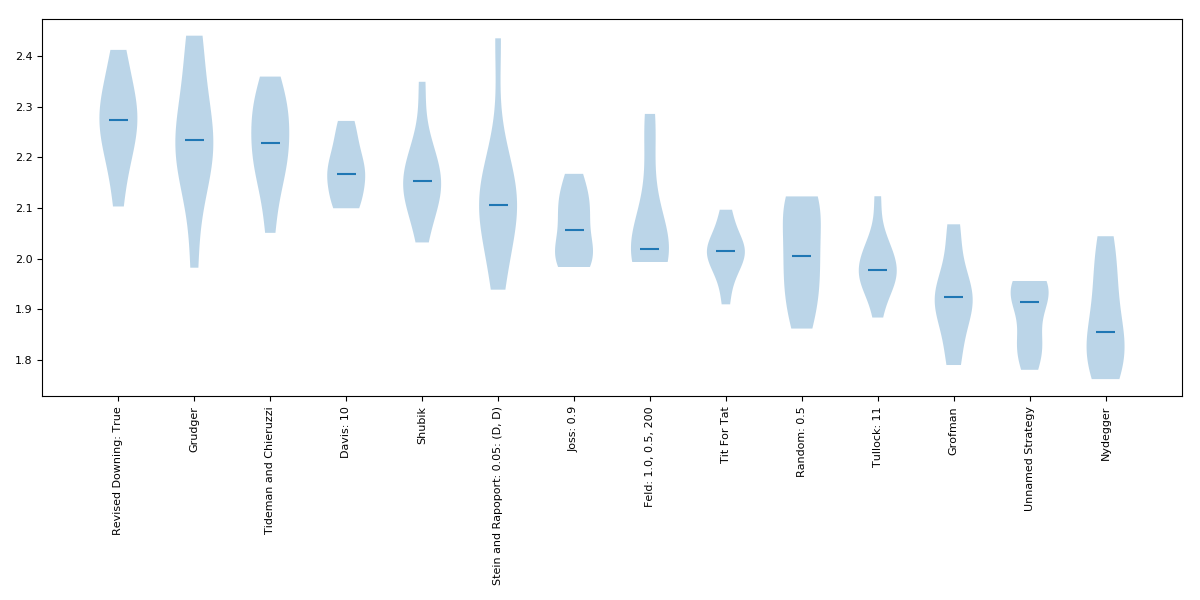 2.4
2.3
2.2
2.1
2.0
1.9
1.8
Revised Downing: True
Grudger
Tideman and Chieruzzi
Davis: 10
Shubik
Stein and Rapoport: 0.05: (D, D)
Joss: 0.9
Feld: 1.0, 0.5, 200
Tit For Tat
Random: 0.5
Tullock: 11
Grofman
Unnamed Strategy
Nydegger